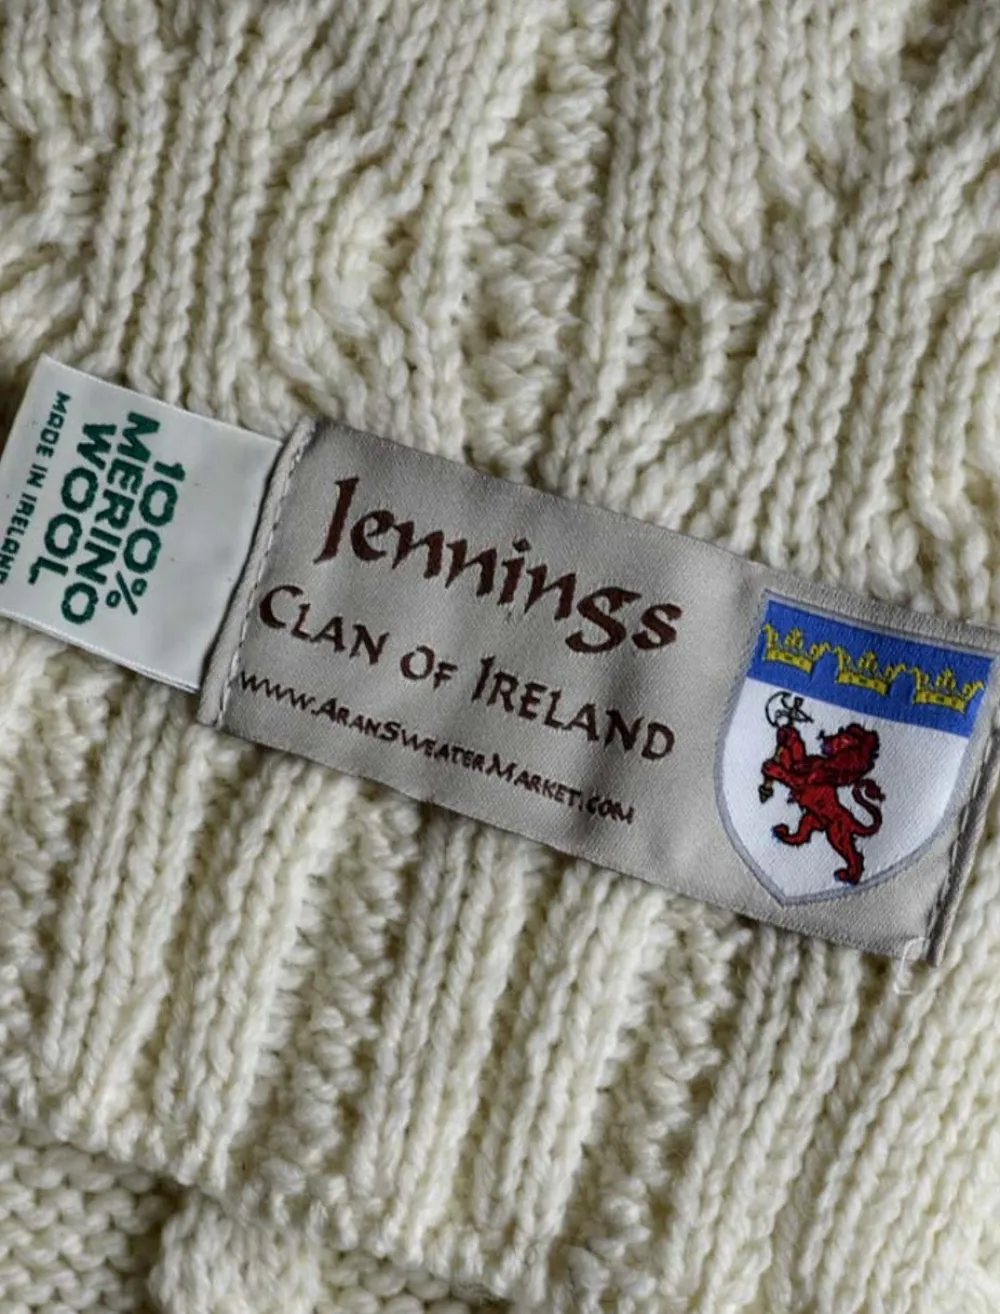 100%
MERINO
WOOL
MADE IN IRELAND
Jennings
CLAN OF IRELAND
WWW.ARANSWEATERMARKET.COM